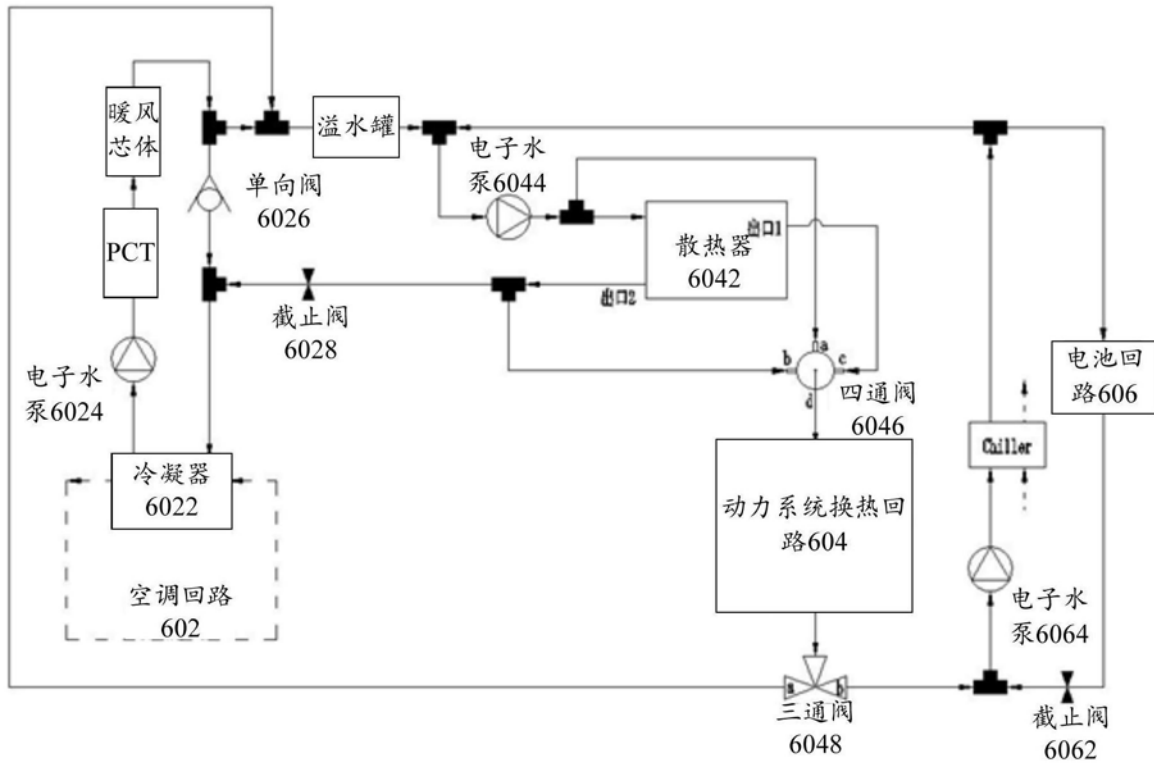 暖风
芯体
溢水罐
电子水
泵6044
单向阀
6026
PCT
出口1
散热器
6042
出口2
截止阀
6028
电子水
泵6024
a
b
c
d
四通阀
6046
电池回
路606
Chiller
冷凝器
6022
动力系统换热回
路604
空调回路
602
电子水
泵6064
a
b
三通阀
6048
截止阀
6062